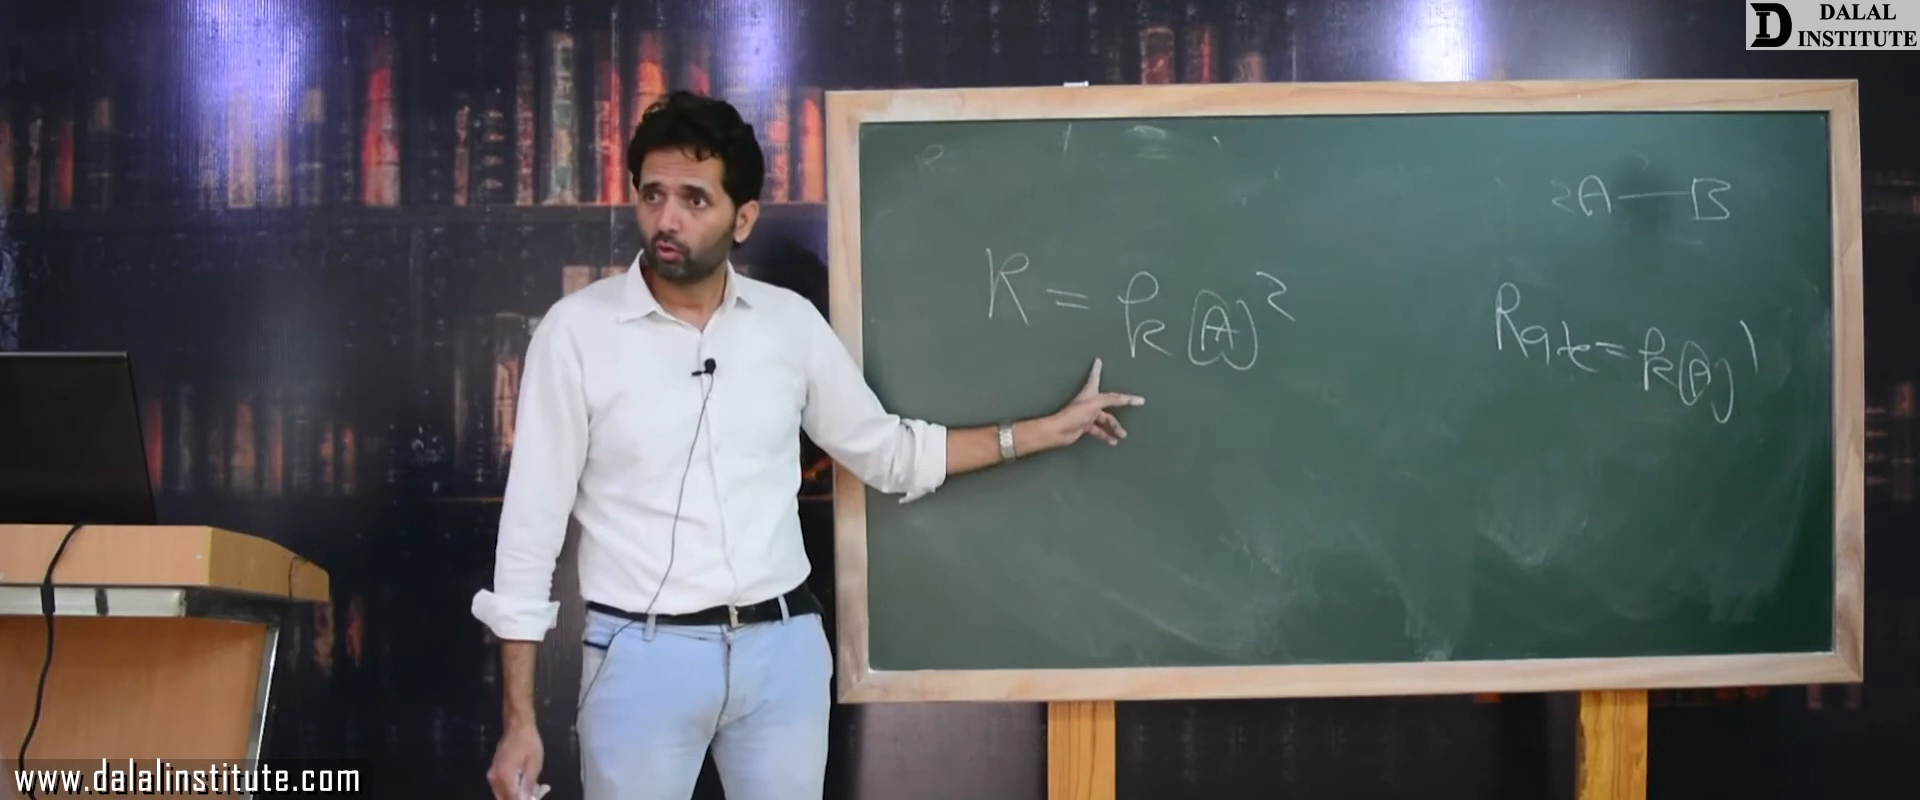 DALAL
INSTITUTE
2A — B
R = k[A]²
Rate = k[A]¹
www.dalalinstitute.com